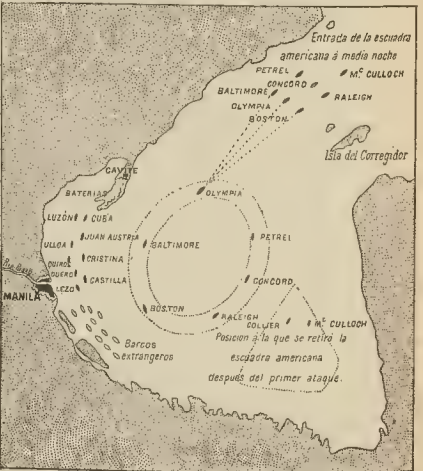 Entrada de la escuadra
americana á media noche
PETREL
Mc CULLOCH
CONCORD
BALTIMORE
RALEIGH
OLYMPIA
BOSTON
Isla del Corregidor
CAVITE
BATERIAS
OLYMPIA
LUZÓN
CUBA
JUAN AUSTRIA
BALTIMORE
PETREL
ULLOA
CRISTINA
QUIROS
DUERO
CASTILLA
CONCORD
LEZO
MANILA
BOSTON
RALEIGH
COLLIER
Mc CULLOCH
Barcos
extrangeros
Posicion á la que se retiró la
escuadra americana
después del primer ataque.